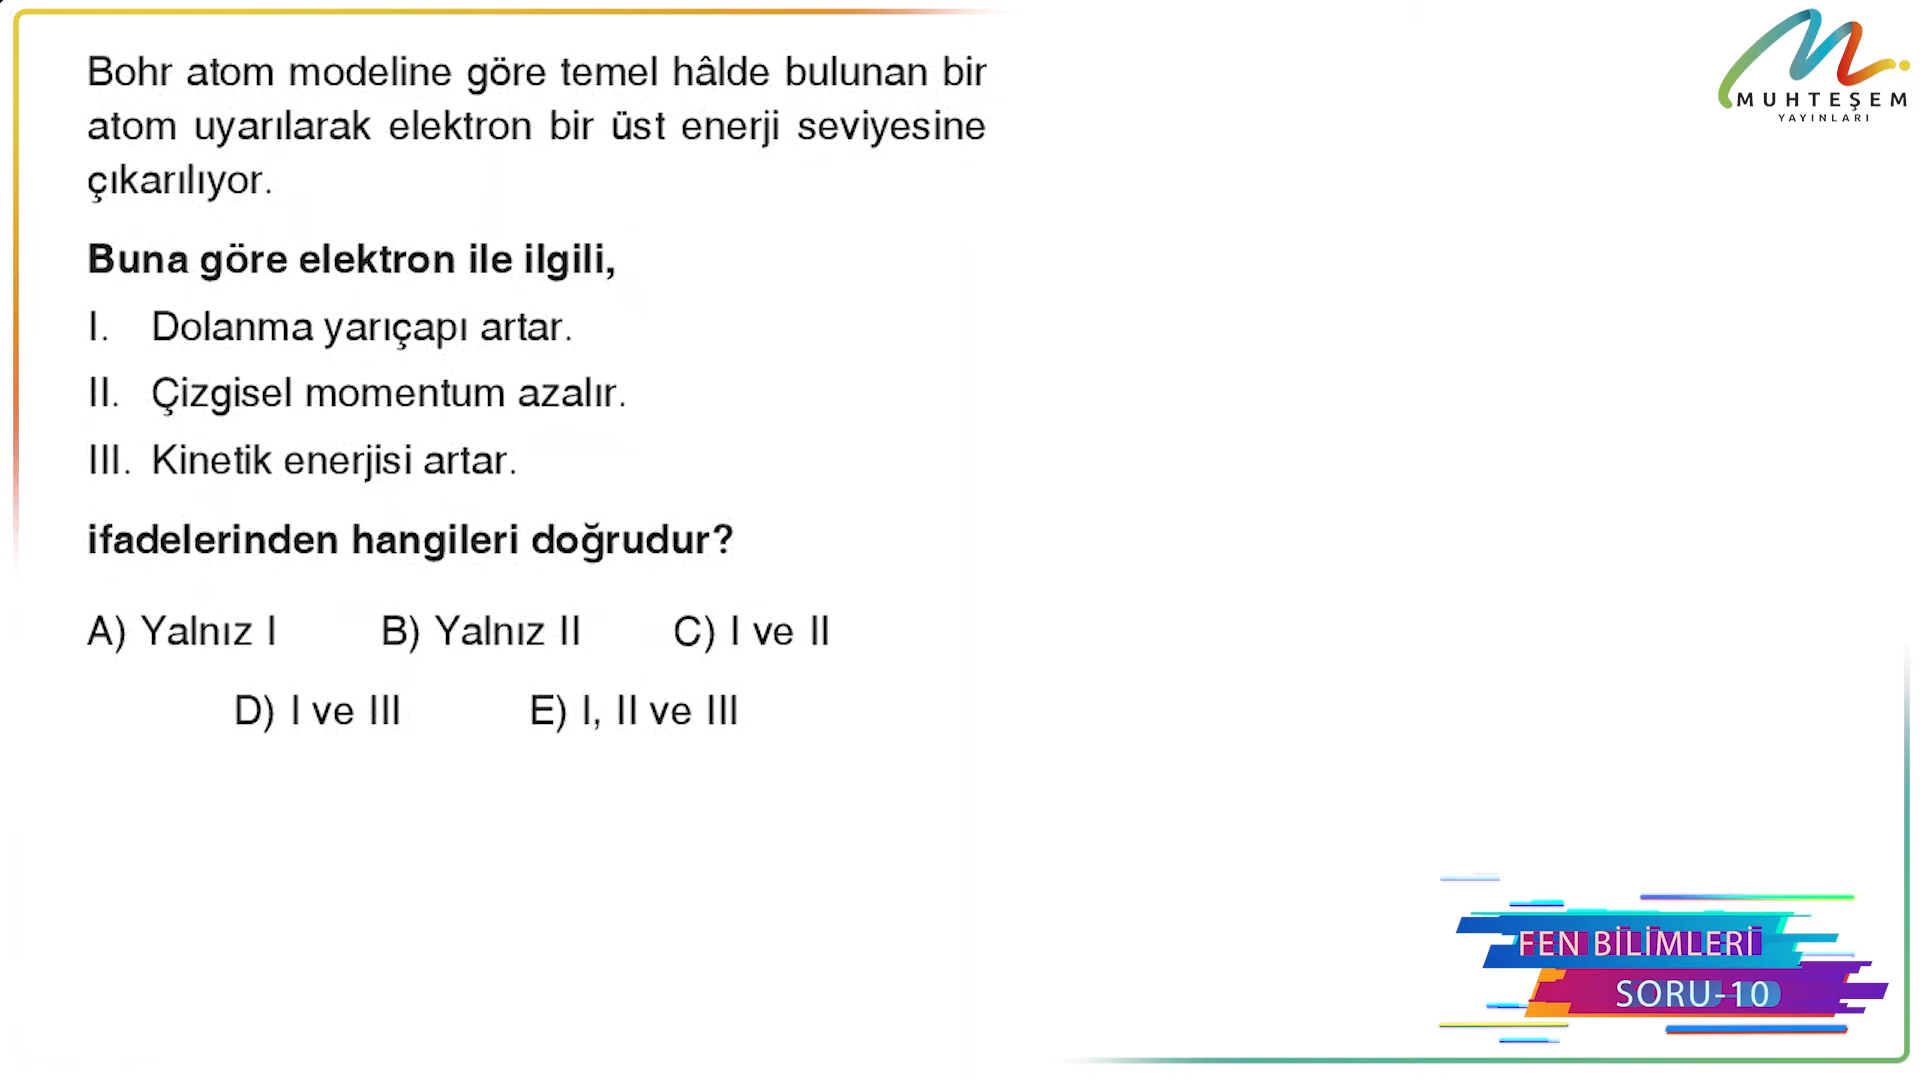 Bohr atom modeline göre temel hâlde bulunan bir
atom uyarılarak elektron bir üst enerji seviyesine
çıkarılıyor.
Buna göre elektron ile ilgili,
I. Dolanma yarıçapı artar.
II. Çizgisel momentum azalır.
III. Kinetik enerjisi artar.
ifadelerinden hangileri doğrudur?
A) Yalnız I B) Yalnız II C) I ve II
D) I ve III E) I, II ve III
MUHTEŞEM
YAYINLARI
FEN BİLİMLERİ
SORU-10